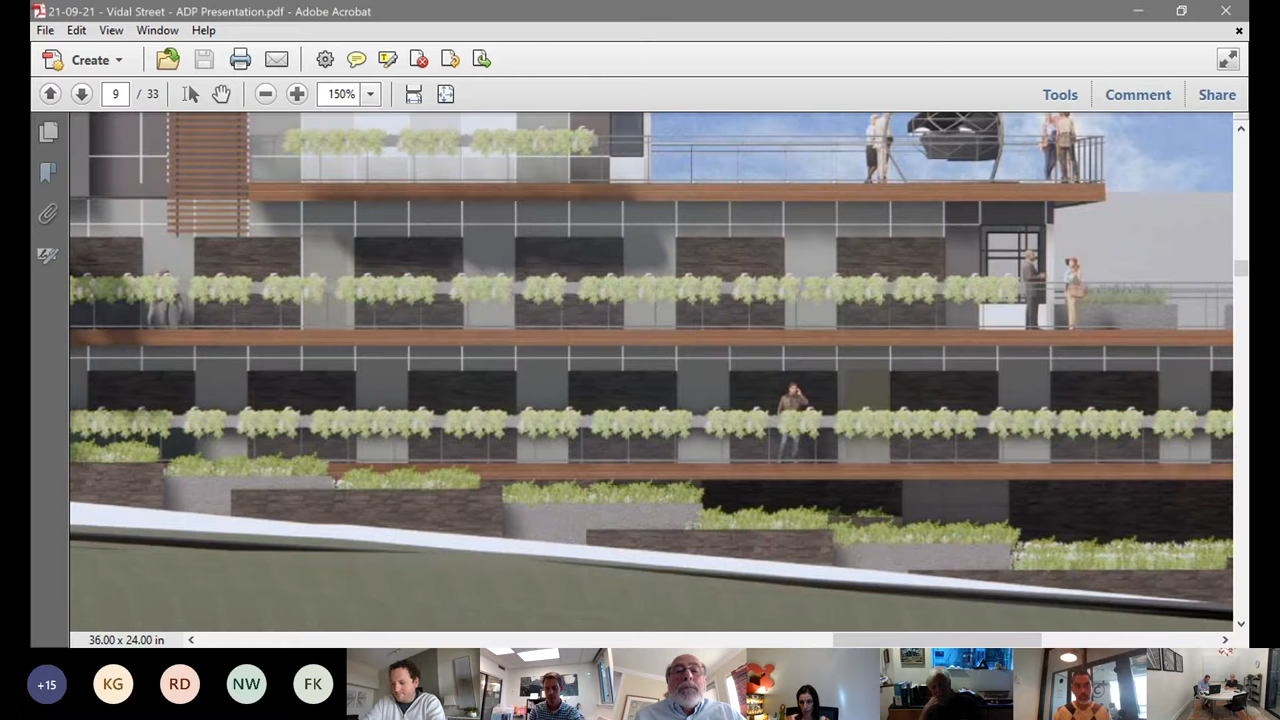 21-09-21 - Vidal Street - ADP Presentation.pdf - Adobe Acrobat
File Edit View Window Help
Create
9 / 33 150% Tools Comment Share
36.00 x 24.00 in
+15 KG RD NW FK